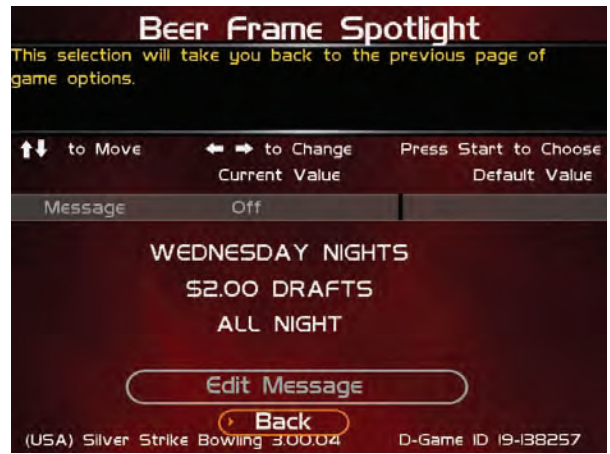 Beer Frame Spotlight
This selection will take you back to the previous page of
game options.
↑↓ to Move ← → to Change Press Start to Choose
Current Value Default Value
Message Off
WEDNESDAY NIGHTS
$2.00 DRAFTS
ALL NIGHT
Edit Message
Back
(USA) Silver Strike Bowling 3.00.04 D-Game ID 19-138257